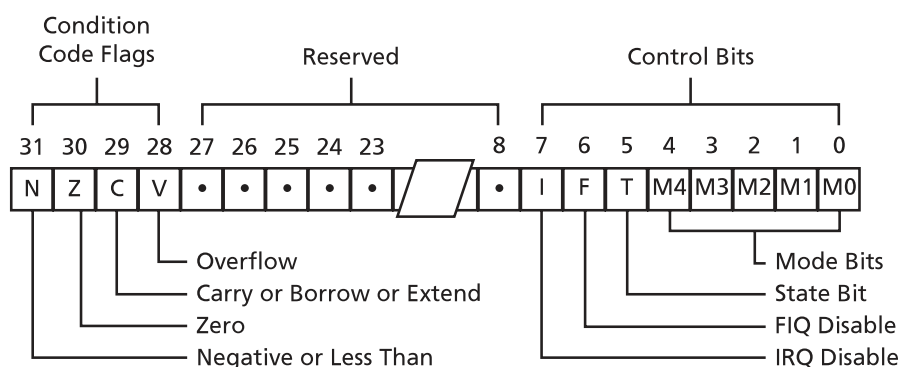 Condition
Code Flags
Reserved
Control Bits
31 30 29 28 27 26 25 24 23 8 7 6 5 4 3 2 1 0
N Z C V • • • • • • I F T M4 M3 M2 M1 M0
Overflow
Mode Bits
Carry or Borrow or Extend
State Bit
Zero
FIQ Disable
Negative or Less Than
IRQ Disable